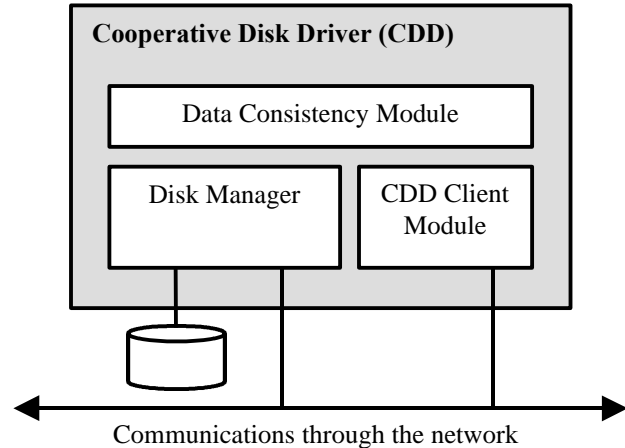 Cooperative Disk Driver (CDD)
Data Consistency Module
Disk Manager
CDD Client
Module
Communications through the network